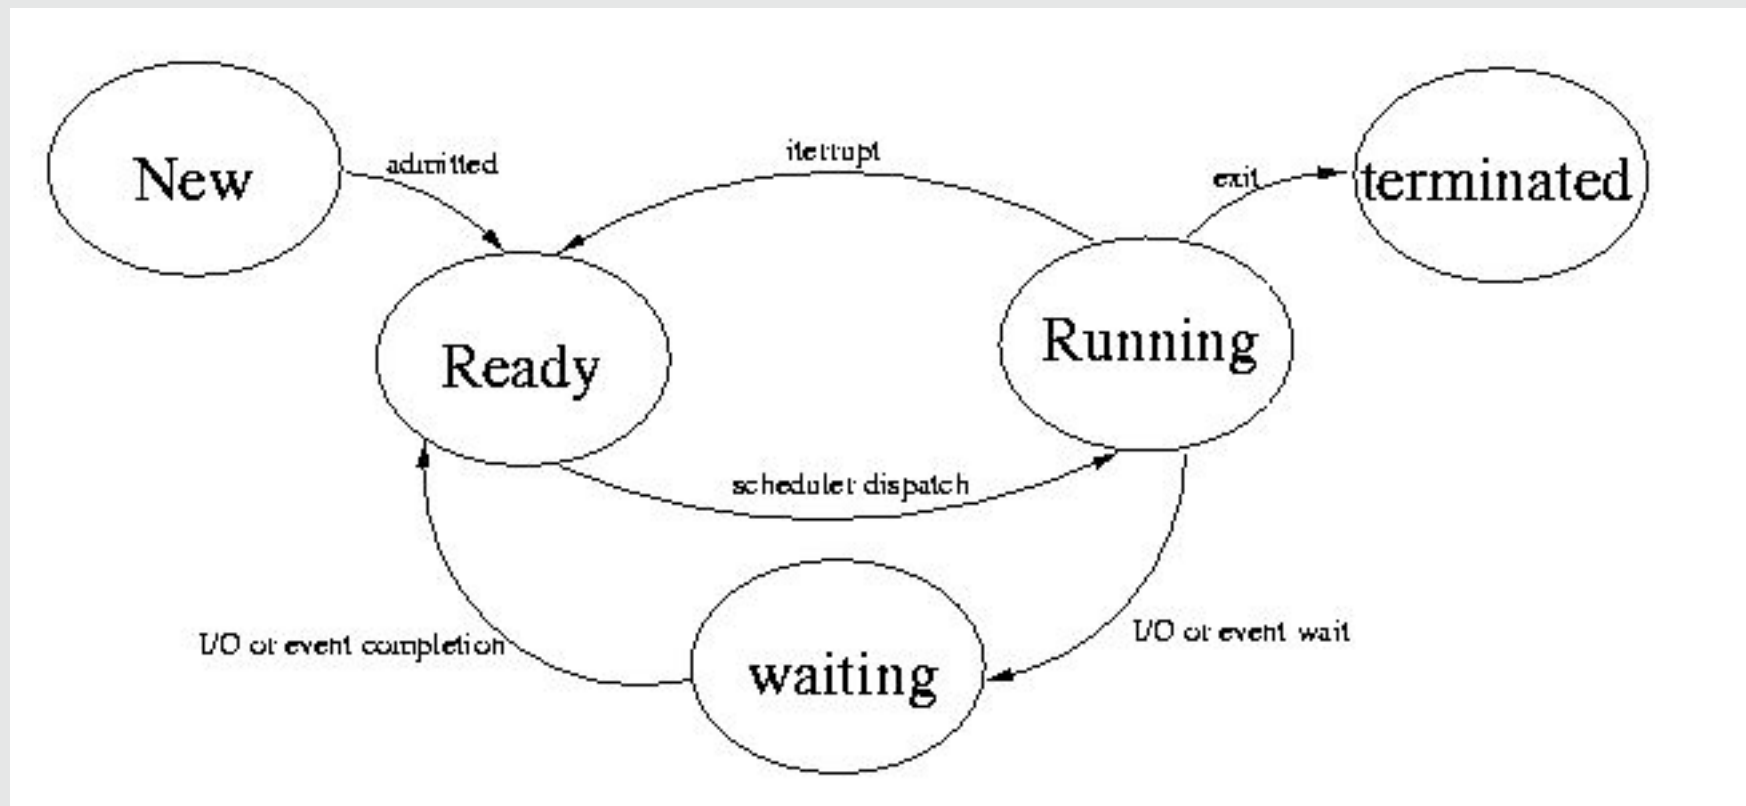 New
admitted
iterrupt
exit
terminated
Ready
Running
scheduler dispatch
I/O or event completion
waiting
I/O or event wait